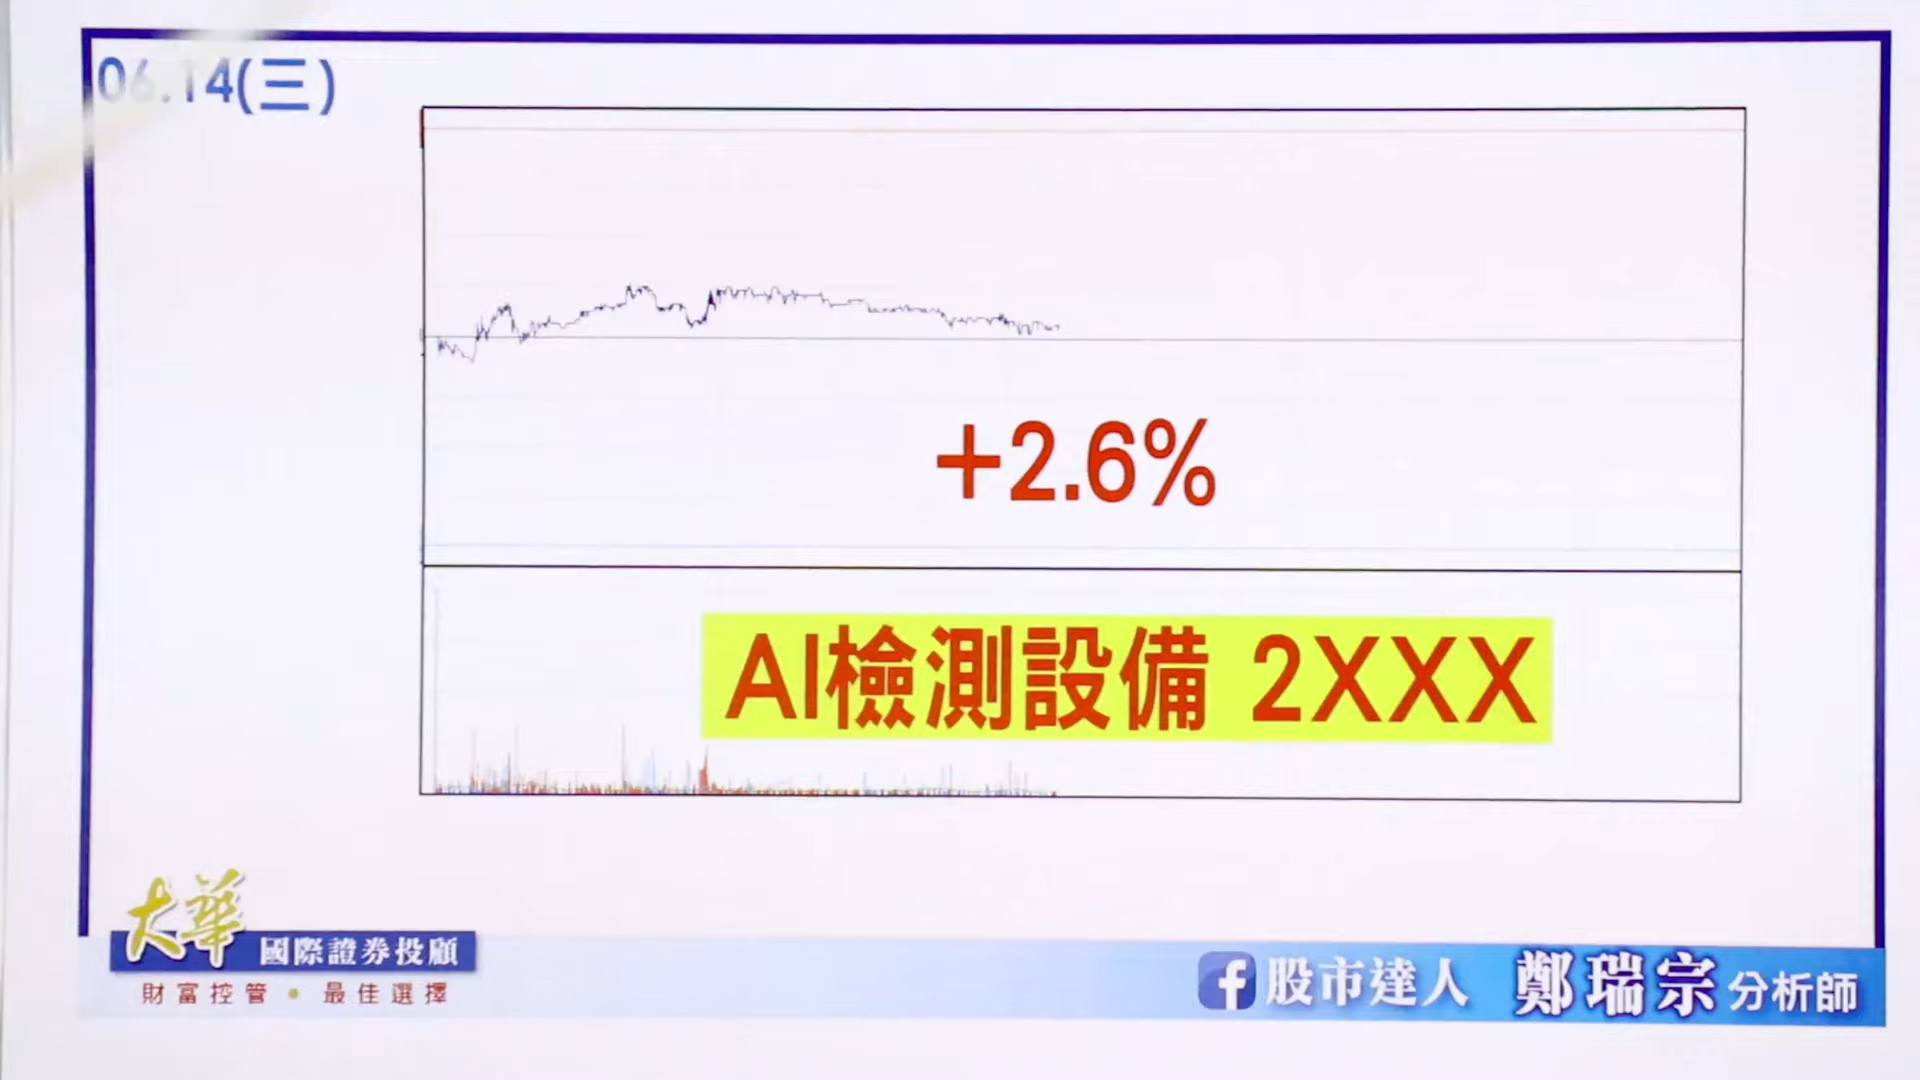 06.14(三)
+2.6%
AI檢測設備 2XXX
大華
國際證券投顧
財富控管•最佳選擇
股市達人 鄭瑞宗分析師